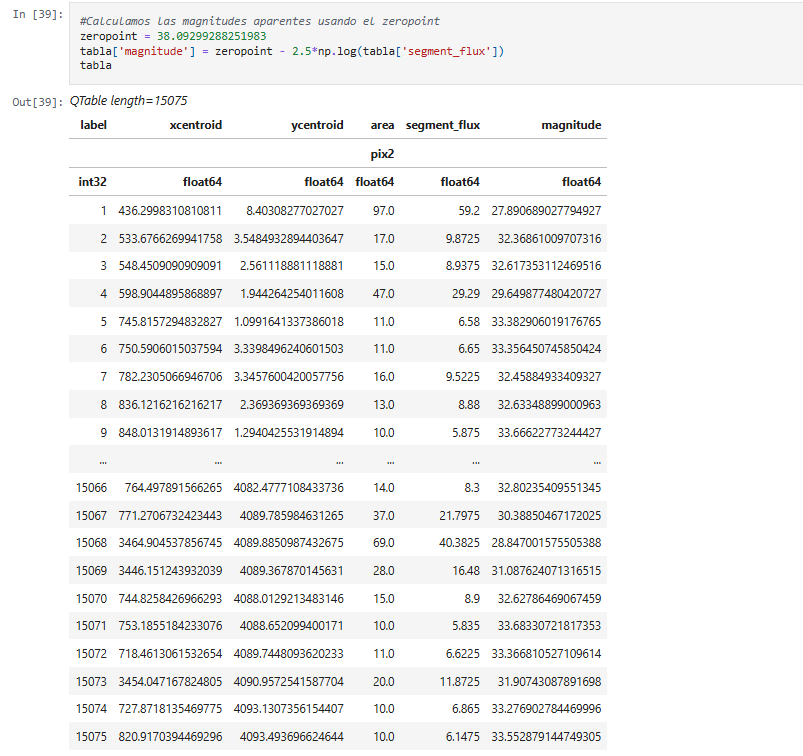 In [39]:
#Calculamos las magnitudes aparentes usando el zeropoint
zeropoint = 38.09299288251983
tabla['magnitude'] = zeropoint - 2.5*np.log(tabla['segment_flux'])
tabla
Out[39]: QTable length=15075
label xcentroid ycentroid area segment_flux magnitude
pix2
int32 float64 float64 float64 float64 float64
1 436.2998310810811 8.40308277027027 97.0 59.2 27.890689027794927
2 533.6766269941758 3.5484932894403647 17.0 9.8725 32.36861009707316
3 548.4509090909091 2.561118881118881 15.0 8.9375 32.617353112469516
4 598.9044895868897 1.944264254011608 47.0 29.29 29.649877480420727
5 745.8157294832827 1.0991641337386018 11.0 6.58 33.382906019176765
6 750.5906015037594 3.3398496240601503 11.0 6.65 33.356450745850424
7 782.2305066946706 3.3457600420057756 16.0 9.5225 32.45884933409327
8 836.1216216216217 2.369369369369369 13.0 8.88 32.63348899000963
9 848.0131914893617 1.2940425531914894 10.0 5.875 33.66622773244427
... ... ... ... ... ...
15066 764.497891566265 4082.4777108433736 14.0 8.3 32.80235409551345
15067 771.2706732423443 4089.785984631265 37.0 21.7975 30.38850467172025
15068 3464.904537856745 4089.8850987432675 69.0 40.3825 28.847001575505388
15069 3446.151243932039 4089.367870145631 28.0 16.48 31.087624071316515
15070 744.8258426966293 4088.0129213483146 15.0 8.9 32.62786469067459
15071 753.1855184233076 4088.652099400171 10.0 5.835 33.68330721817353
15072 718.4613061532654 4089.7448093620233 11.0 6.6225 33.366810527109614
15073 3454.047167824805 4090.9572541587704 20.0 11.8725 31.90743087891698
15074 727.8718135469775 4093.1307356154407 10.0 6.865 33.276902784469996
15075 820.9170394469296 4093.493696624644 10.0 6.1475 33.552879144749305